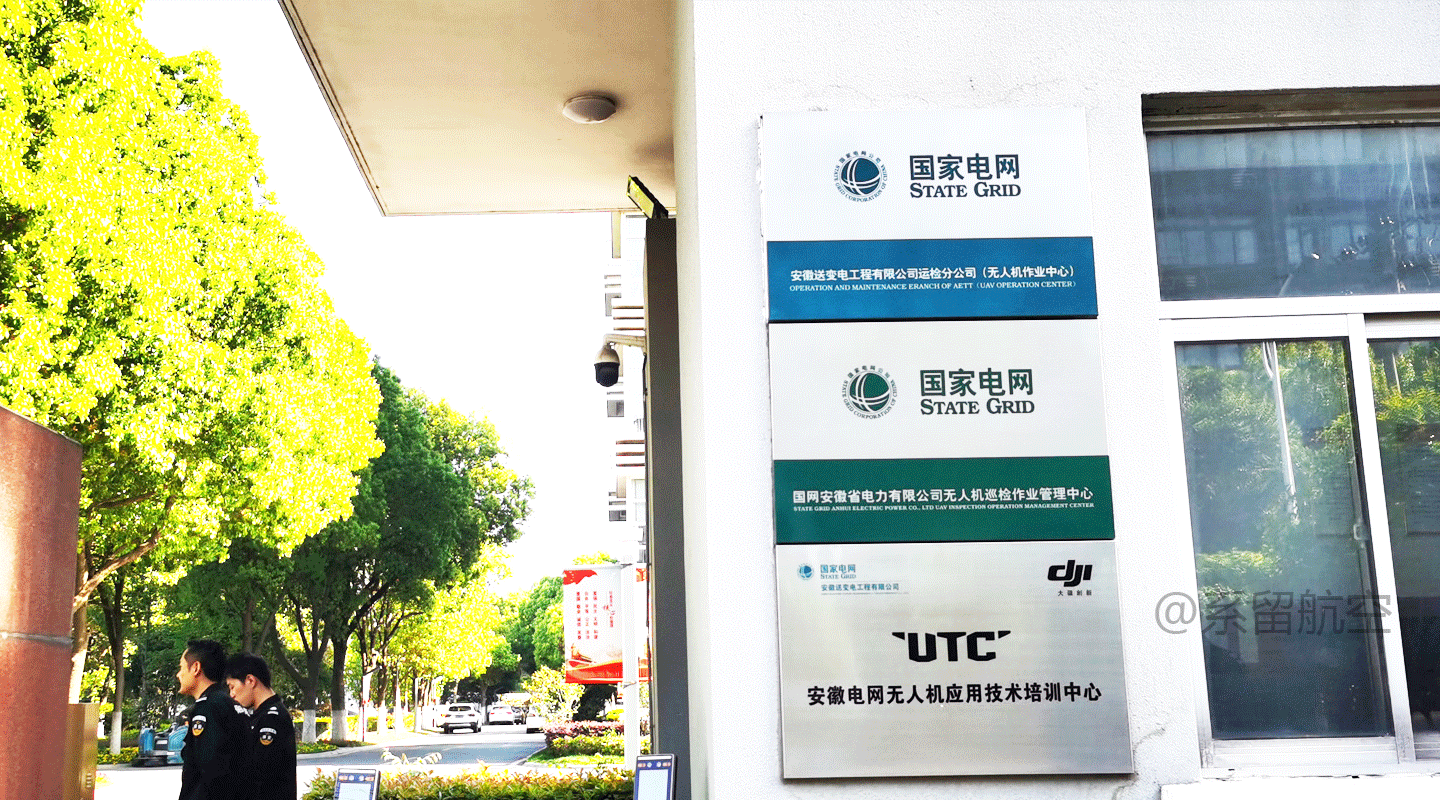 国家电网
STATE GRID
安徽送变电工程有限公司运检分公司（无人机作业中心）
OPERATION AND MAINTENANCE ERANCH OF AETT (UAV OPERATION CENTER)
国家电网
STATE GRID
国网安徽省电力有限公司无人机巡检作业管理中心
STATE GRID ANHUI ELECTRIC POWER CO., LTD UAV INSPECTION OPERATION MANAGEMENT CENTER
国家电网
STATE GRID
安徽送变电工程有限公司
dji
大疆创新
UTC
安徽电网无人机应用技术培训中心
@系留航空